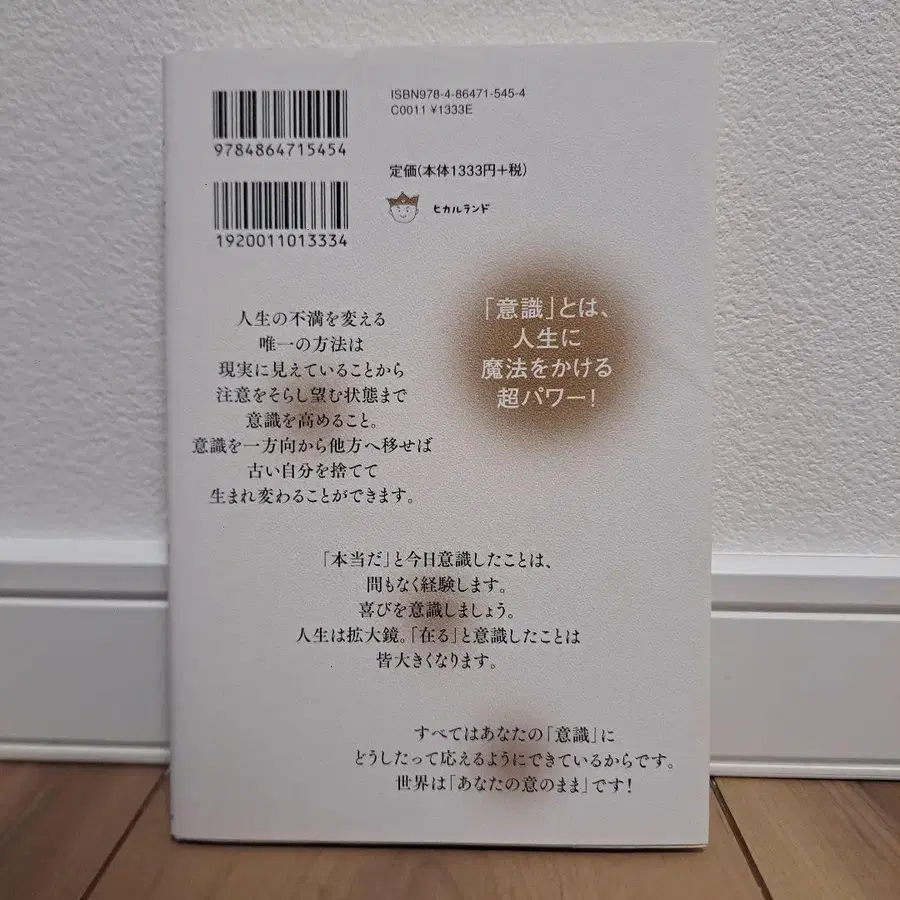 ISBN978-4-86471-545-4
C0011 ¥1333E
9784864715454
定価(本体1333円+税)
ヒカルランド
1920011013334
「意識」とは、
人生に
魔法をかける
超パワー!
人生の不満を変える
唯一の方法は
現実に見えていることから
注意をそらし望む状態まで
意識を高めること。
意識を一方向から他方へ移せば
古い自分を捨てて
生まれ変わることができます。
「本当だ」と今日意識したことは、
間もなく経験します。
喜びを意識しましょう。
人生は拡大鏡。「在る」と意識したことは
皆大きくなります。
すべてはあなたの「意識」に
どうしたって応えるようにできているからです。
世界は「あなたの意のまま」です!